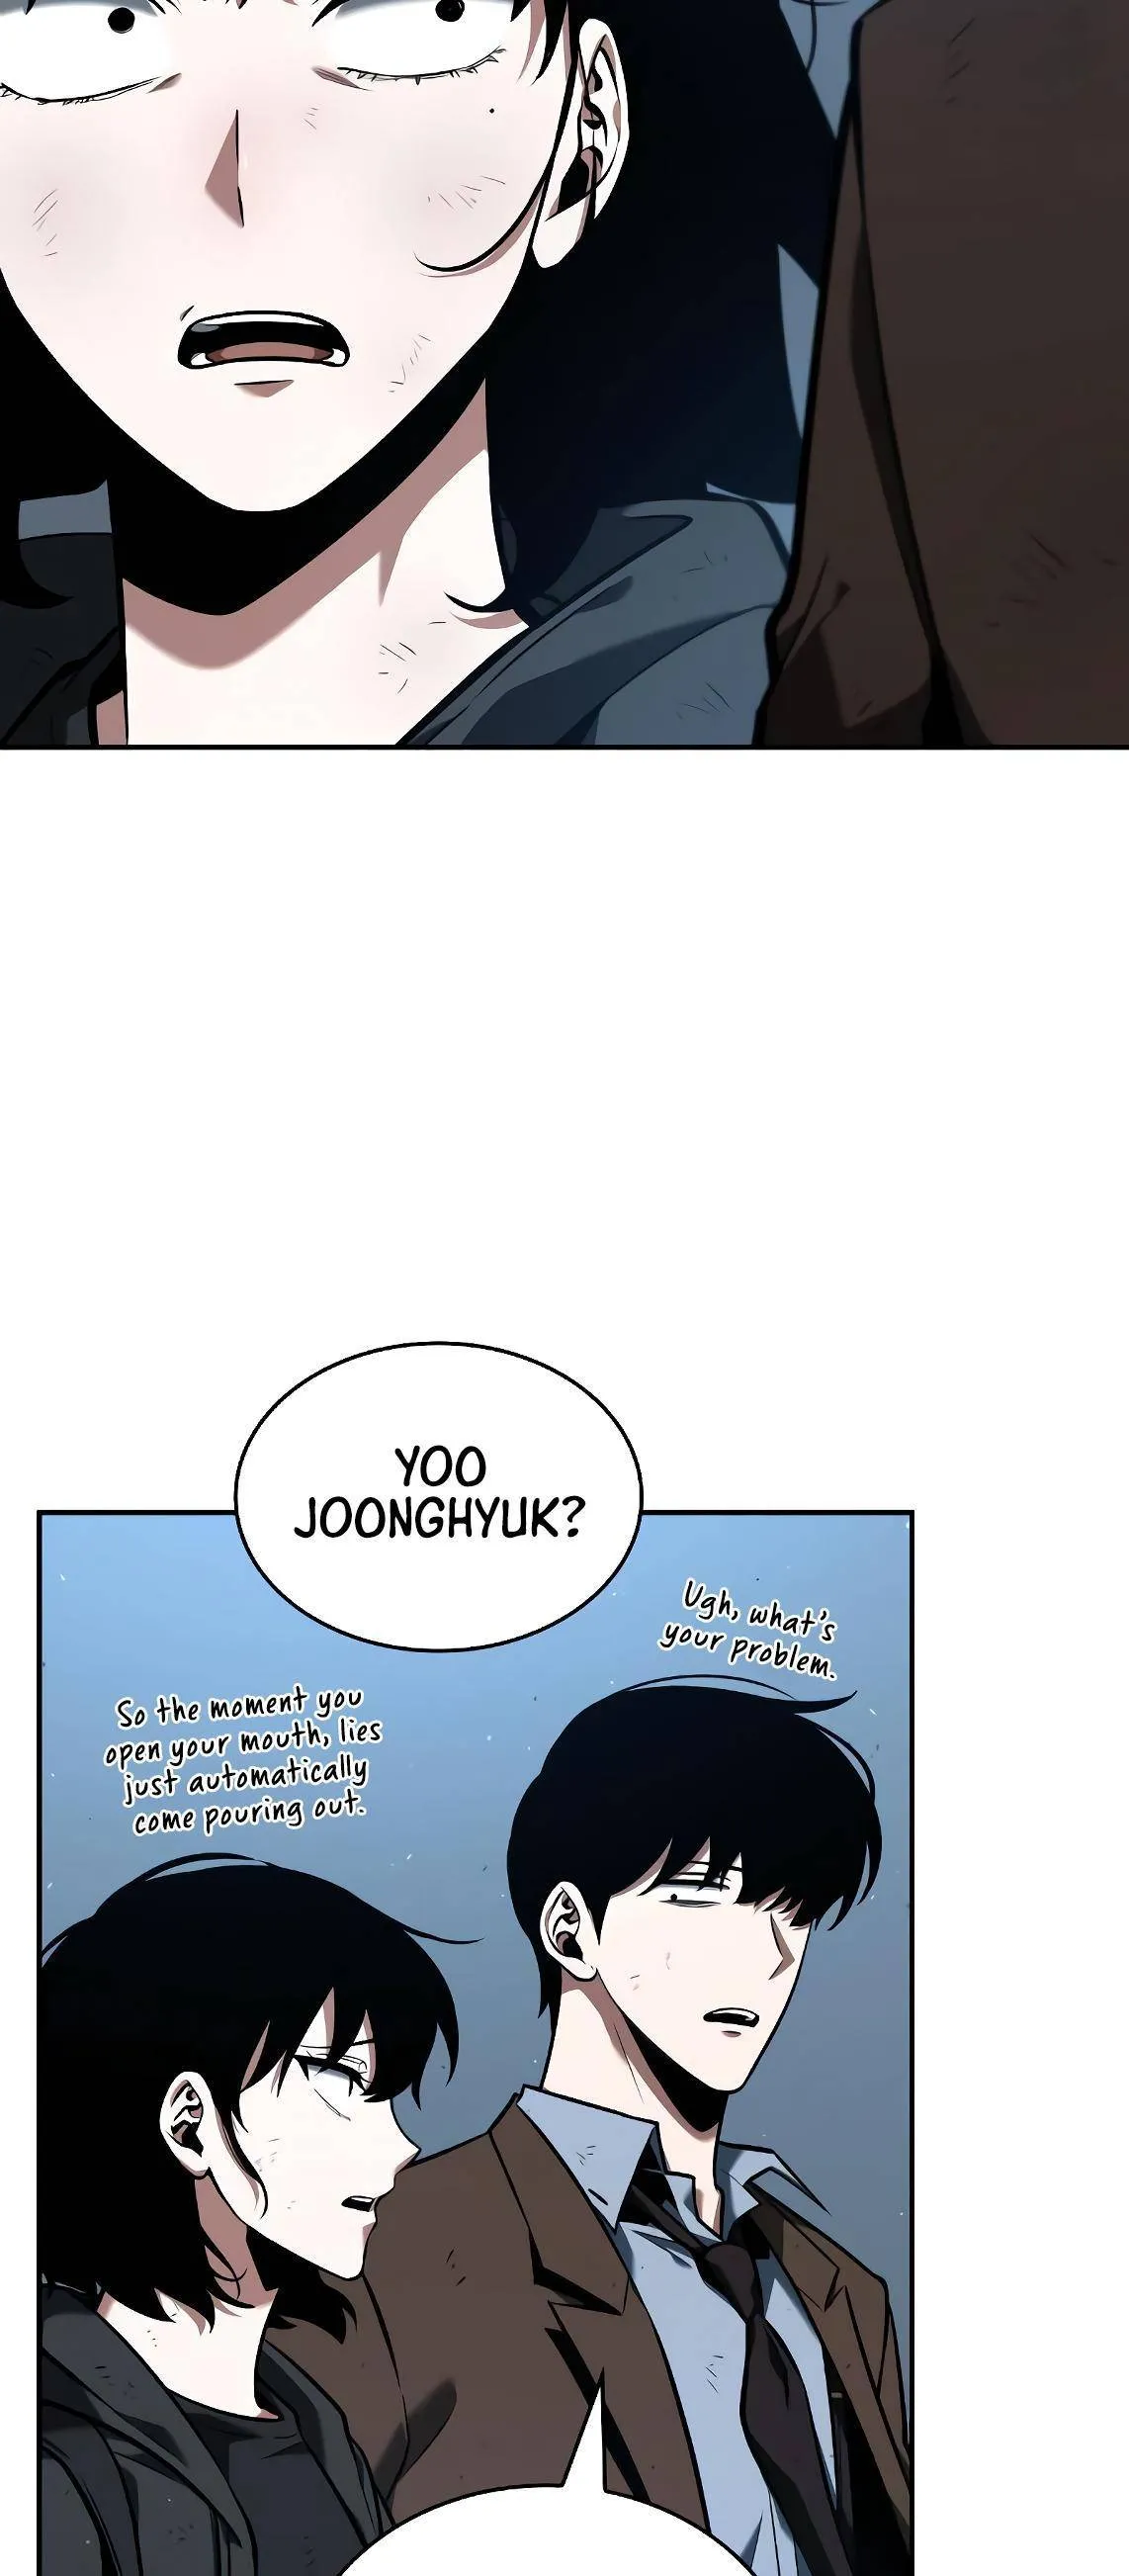 YOO
JOONGHYUK?
Ugh, what's
your problem.
So the moment you
open your mouth, lies
just automatically
come pouring out.